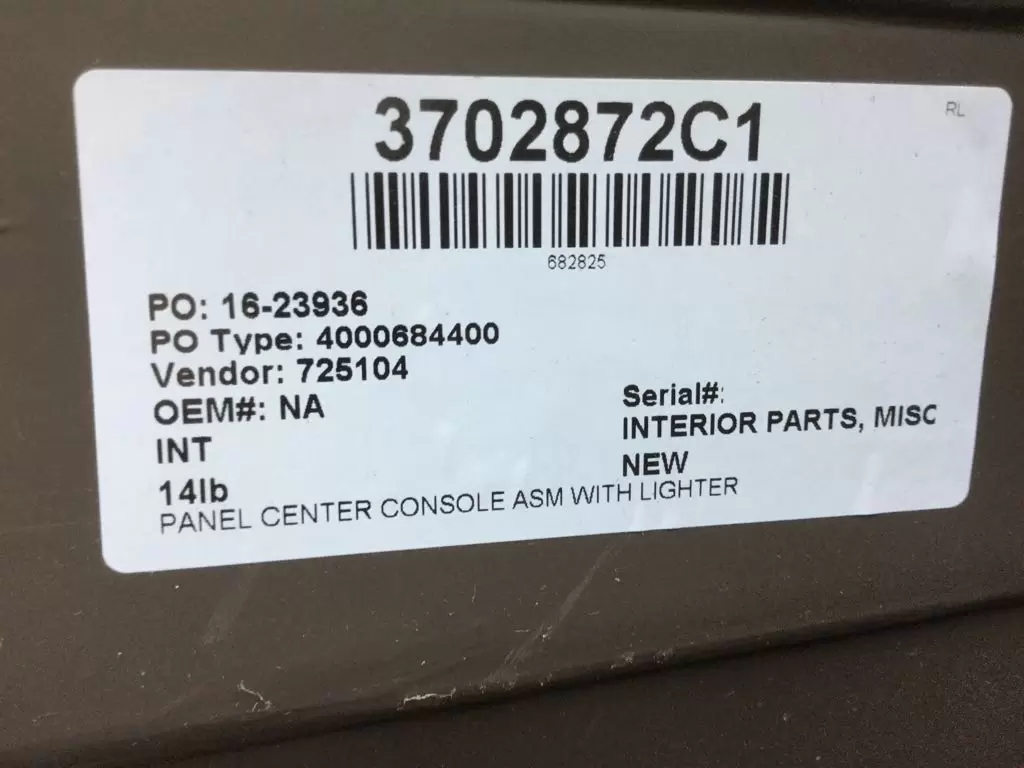 3702872C1
RL
682825
PO: 16-23936
PO Type: 4000684400
Vendor: 725104
OEM#: NA
Serial#:
INT
INTERIOR PARTS, MISC
14lb
NEW
PANEL CENTER CONSOLE ASM WITH LIGHTER